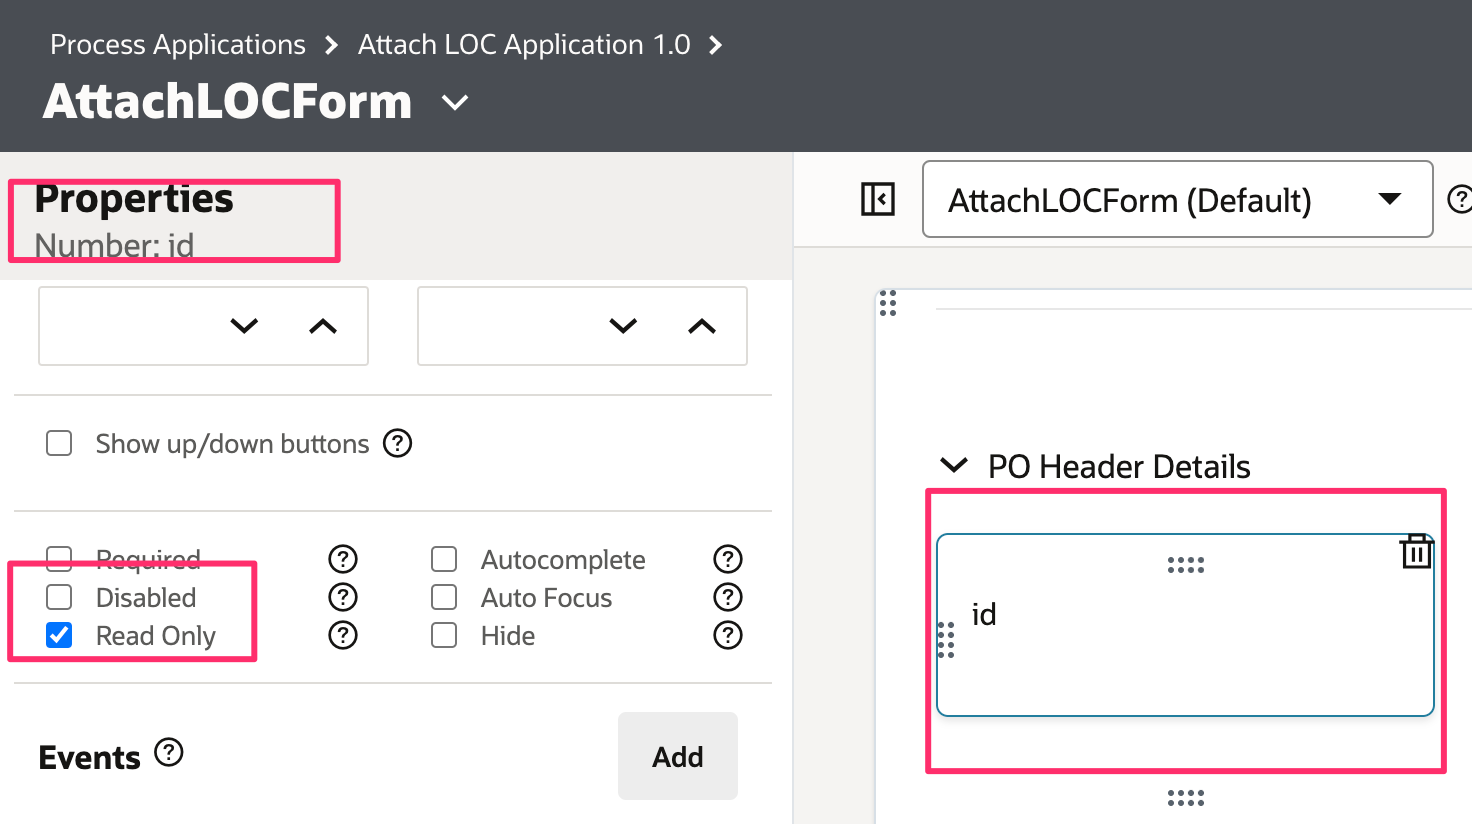 Process Applications > Attach LOC Application 1.0 >
AttachLOCForm
Properties
Number: id
Show up/down buttons ?
Required ?
Autocomplete ?
Disabled ?
Auto Focus ?
Read Only ?
Hide ?
Events ?
Add
AttachLOCForm (Default) ?
PO Header Details
id